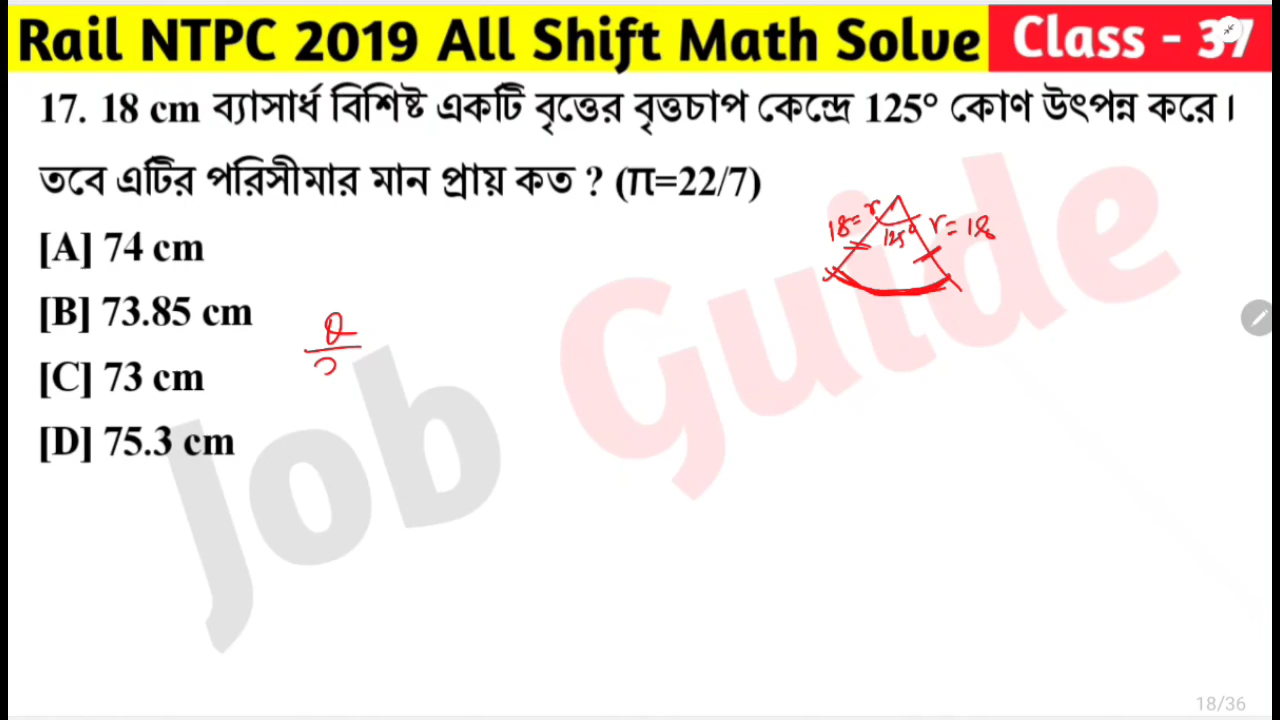 Rail NTPC 2019 All Shift Math Solve Class - 37
17. 18 cm ব্যাসার্ধ বিশিষ্ট একটি বৃত্তের বৃত্তচাপ কেন্দ্রে 125° কোণ উৎপন্ন করে।
তবে এটির পরিসীমার মান প্রায় কত ? (π=22/7)
18= r 125° r= 18
[A] 74 cm
[B] 73.85 cm
θ
[C] 73 cm
[D] 75.3 cm
Job Guide
18/36